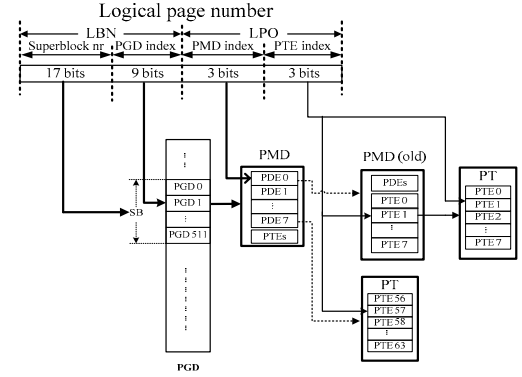 Logical page number
LBN LPO
Superblock nr PGD index PMD index PTE index
17 bits 9 bits 3 bits 3 bits
PMD
PDE 0
PDE 1
PDE 7
PTEs
PMD (old)
PDEs
PTE 0
PTE 1
PTE 7
PT
PTE 0
PTE 1
PTE2
PTE 7
SB
PGD 0
PGD 1
PGD 511
PT
PTE 56
PTE 57
PTE 58
PTE 63
PGD